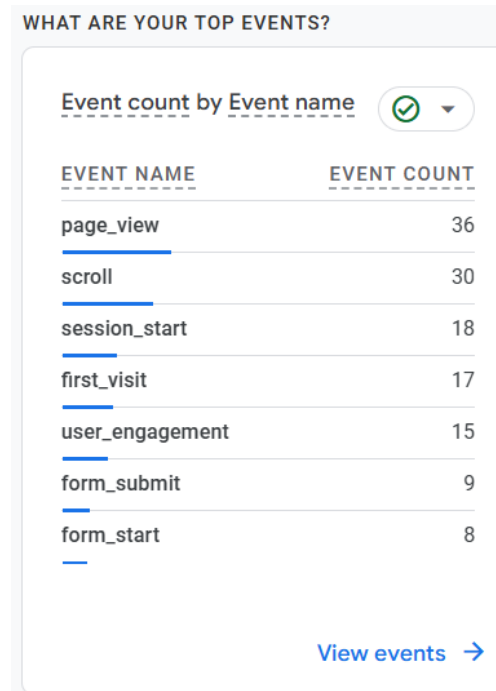 WHAT ARE YOUR TOP EVENTS?
Event count by Event name
EVENT NAME EVENT COUNT
page_view 36
scroll 30
session_start 18
first_visit 17
user_engagement 15
form_submit 9
form_start 8
View events